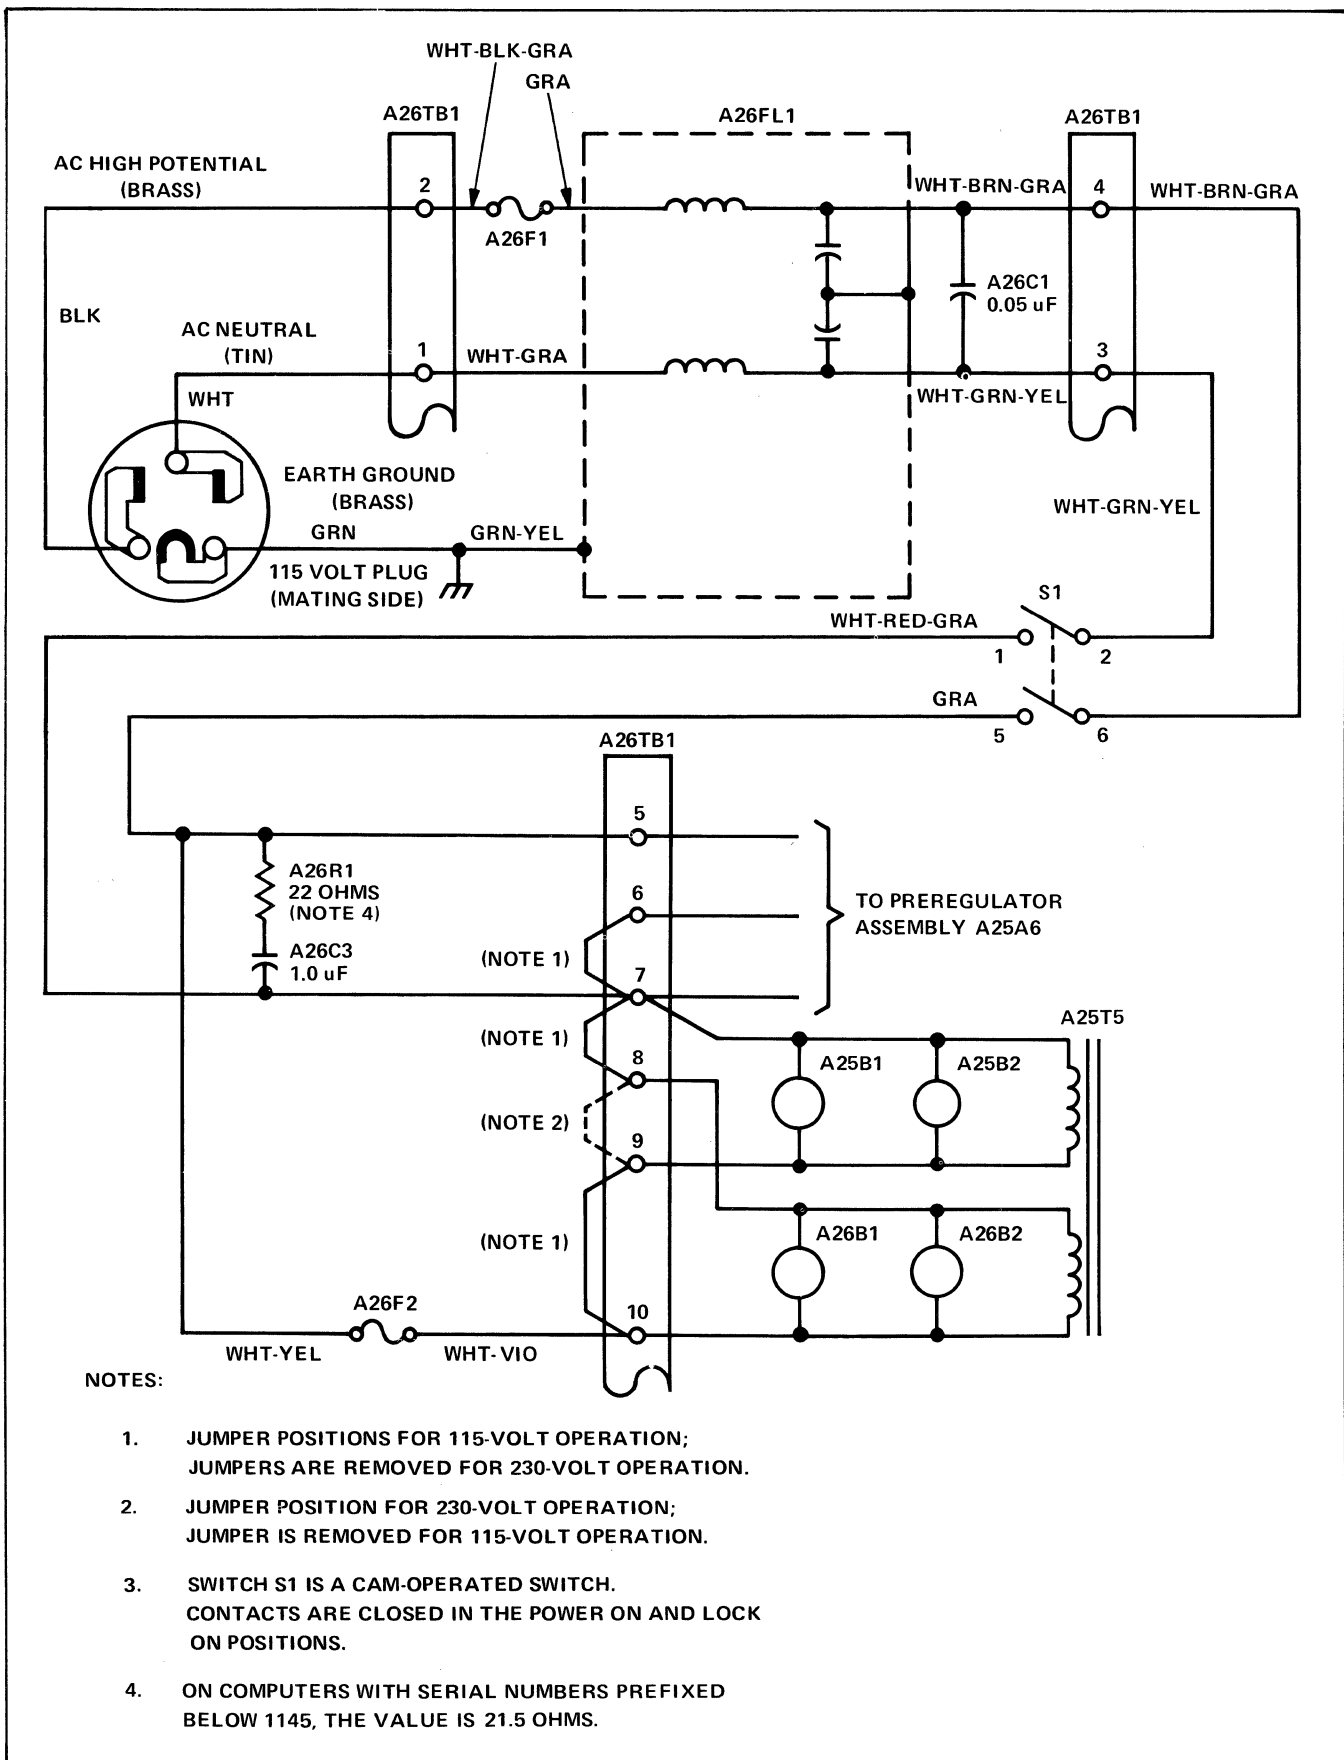 WHT-BLK-GRA
GRA
A26TB1
A26FL1
A26TB1
AC HIGH POTENTIAL
(BRASS)
2
A26F1
WHT-BRN-GRA
4
WHT-BRN-GRA
A26C1
0.05 uF
BLK
AC NEUTRAL
(TIN)
1
WHT-GRA
3
WHT-GRN-YEL
WHT
EARTH GROUND
(BRASS)
GRN
GRN-YEL
115 VOLT PLUG
(MATING SIDE)
WHT-GRN-YEL
S1
WHT-RED-GRA
1
2
GRA
5
6
A26TB1
5
A26R1
22 OHMS
(NOTE 4)
6
TO PREREGULATOR
ASSEMBLY A25A6
A26C3
1.0 uF
(NOTE 1)
7
A25T5
(NOTE 1)
8
A25B1
A25B2
(NOTE 2)
9
(NOTE 1)
A26B1
A26B2
A26F2
10
WHT-YEL
WHT-VIO
NOTES:
1. JUMPER POSITIONS FOR 115-VOLT OPERATION;
JUMPERS ARE REMOVED FOR 230-VOLT OPERATION.
2. JUMPER POSITION FOR 230-VOLT OPERATION;
JUMPER IS REMOVED FOR 115-VOLT OPERATION.
3. SWITCH S1 IS A CAM-OPERATED SWITCH.
CONTACTS ARE CLOSED IN THE POWER ON AND LOCK
ON POSITIONS.
4. ON COMPUTERS WITH SERIAL NUMBERS PREFIXED
BELOW 1145, THE VALUE IS 21.5 OHMS.